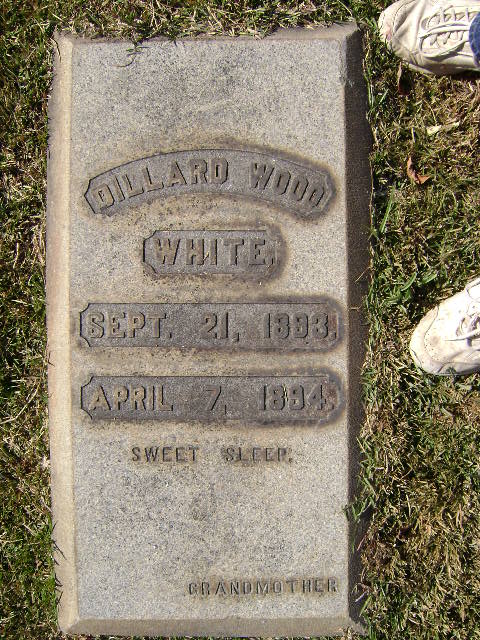 DILLARD WOOD
WHITE.
SEPT. 21, 1893.
APRIL 7, 1894.
SWEET SLEEP.
GRANDMOTHER